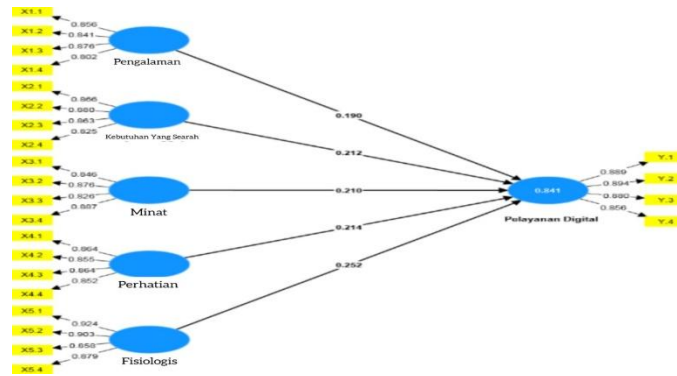 X1.1
X1.2
X1.3
X1.4
0.856
0.841
0.876
0.802
Pengalaman
X2.1
X2.2
X2.3
X2.4
0.866
0.880
0.863
0.825
Kebutuhan Yang Searah
X3.1
X3.2
X3.3
X3.4
0.846
0.876
0.826
0.887
Minat
X4.1
X4.2
X4.3
X4.4
0.864
0.855
0.864
0.852
Perhatian
X5.1
X5.2
X5.3
X5.4
0.924
0.903
0.858
0.879
Fisiologis
0.190
0.212
0.210
0.214
0.252
0.841
Pelayanan Digital
0.889
0.894
0.880
0.856
Y.1
Y.2
Y.3
Y.4